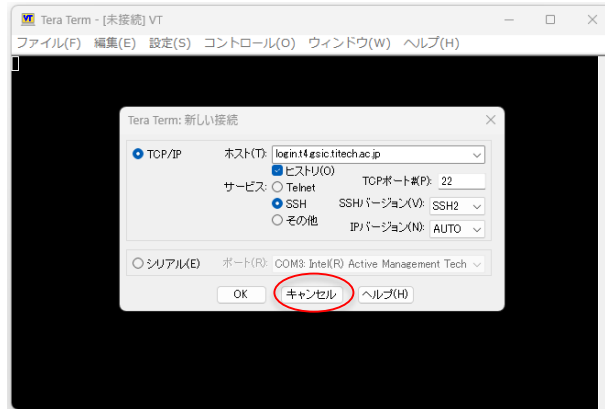 Tera Term - [未接続] VT
ファイル(F) 編集(E) 設定(S) コントロール(O) ウィンドウ(W) ヘルプ(H)
Tera Term: 新しい接続
TCP/IP ホスト(T): login.t4.gsic.titech.ac.jp
ヒストリ(O)
サービス: Telnet TCPポート#(P): 22
SSH SSHバージョン(V): SSH2
その他 IPバージョン(N): AUTO
シリアル(E) ポート(R): COM3: Intel(R) Active Management Tech
OK キャンセル ヘルプ(H)